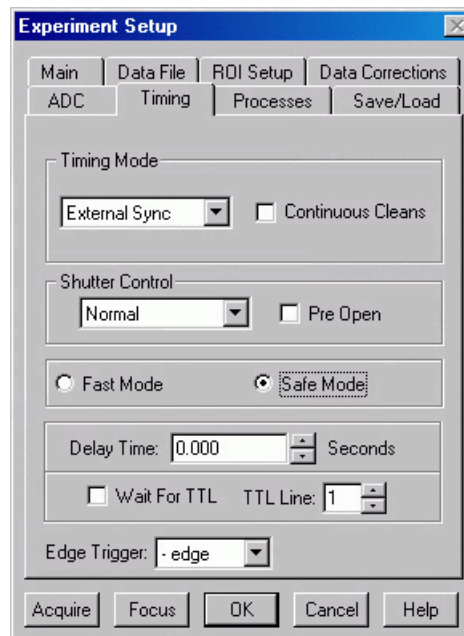 Experiment Setup
Main Data File ROI Setup Data Corrections
ADC Timing Processes Save/Load
Timing Mode
External Sync Continuous Cleans
Shutter Control
Normal Pre Open
Fast Mode Safe Mode
Delay Time: 0.000 Seconds
Wait For TTL TTL Line: 1
Edge Trigger: - edge
Acquire Focus OK Cancel Help